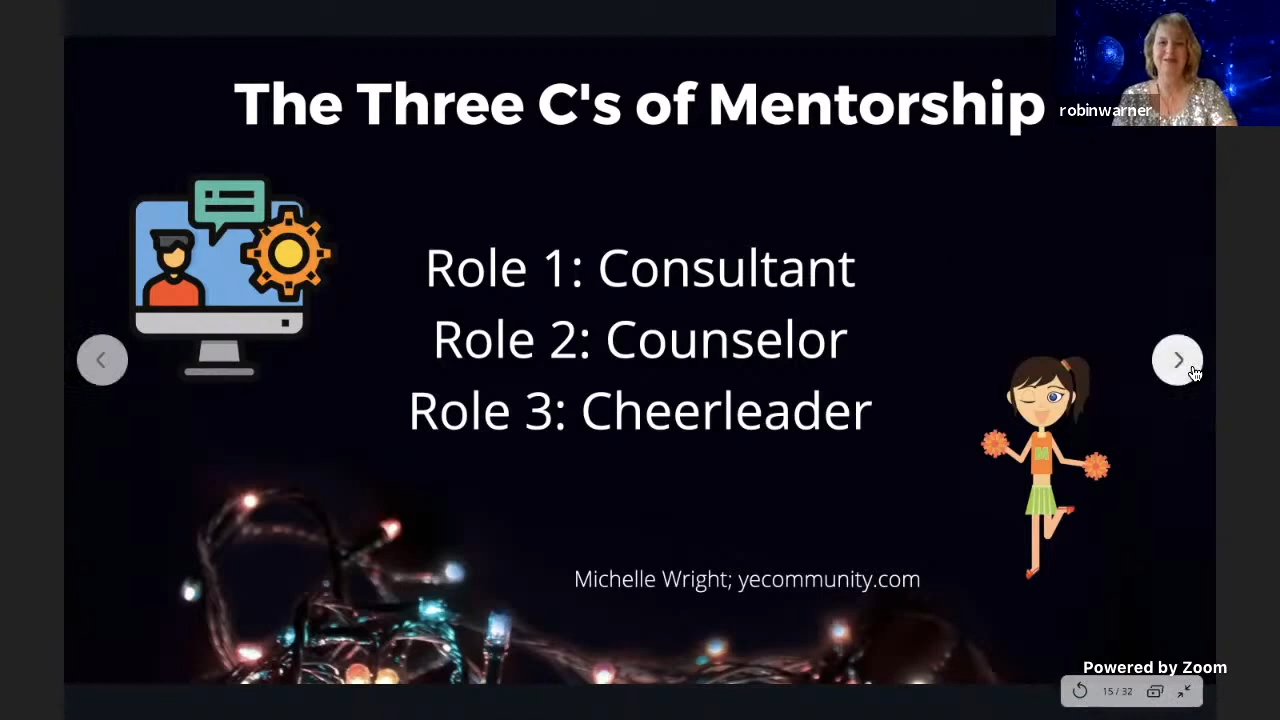 The Three C's of Mentorship
robinwarner
Role 1: Consultant
Role 2: Counselor
Role 3: Cheerleader
M
Michelle Wright; yecommunity.com
Powered by Zoom
15 / 32